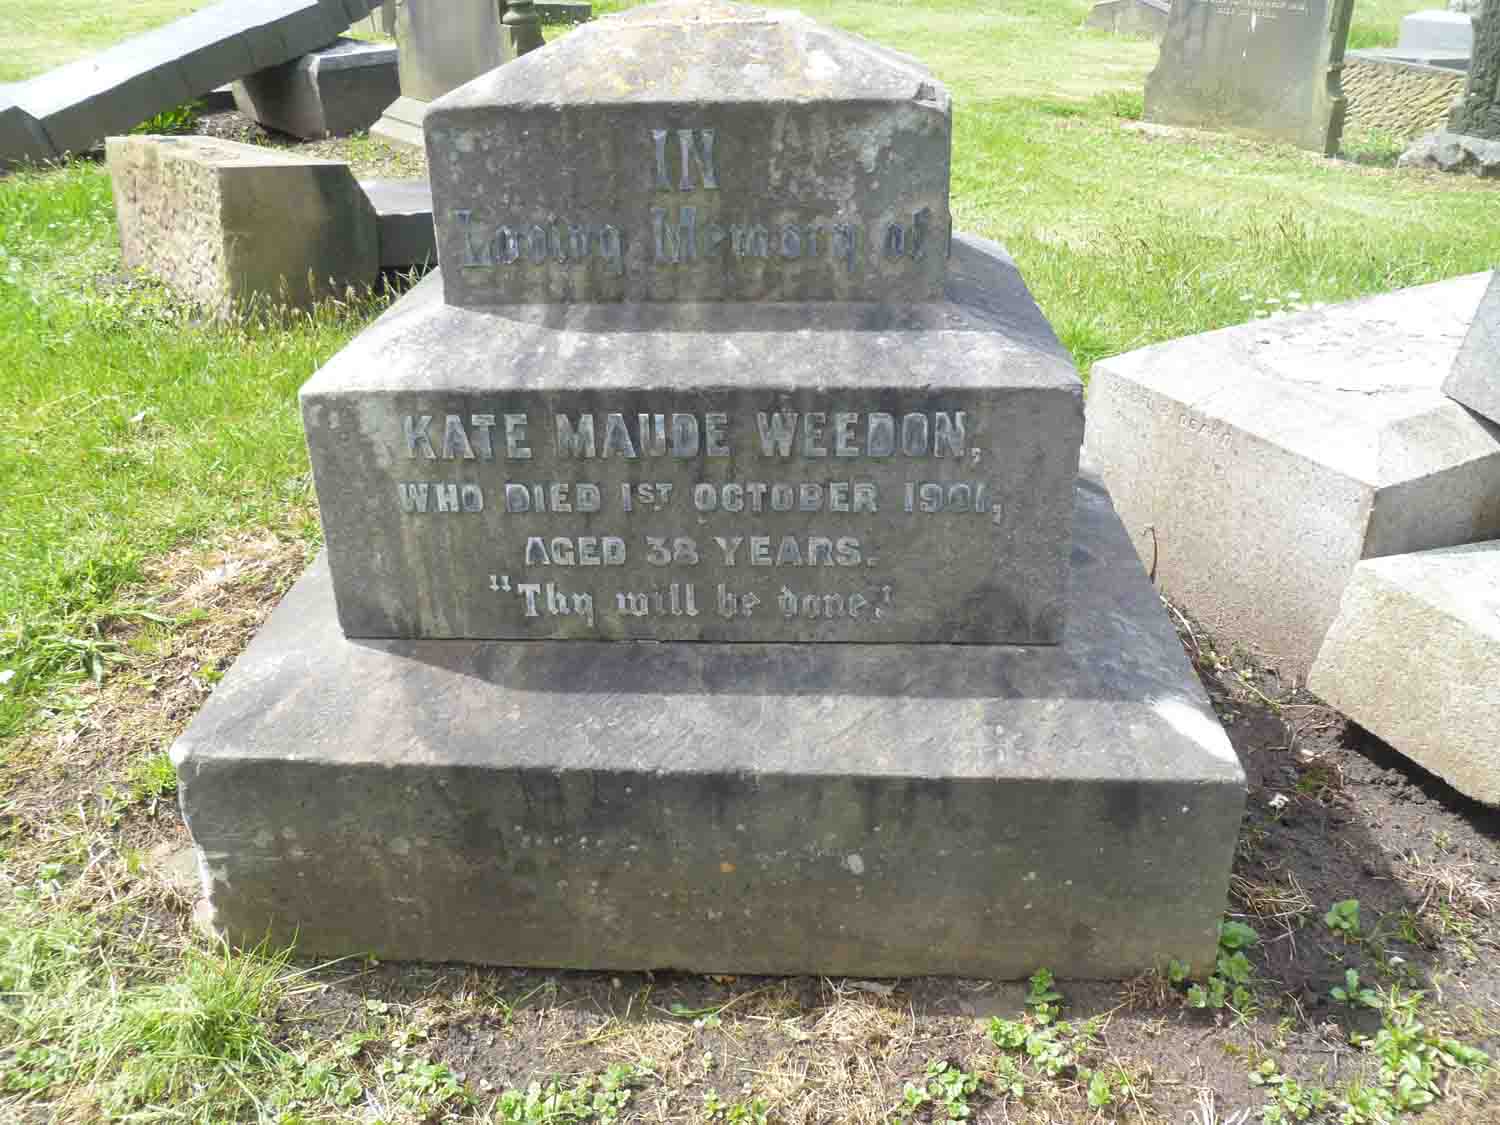 IN
Loving Memory of
KATE MAUDE WEEDON,
WHO DIED 1ST OCTOBER 1901,
AGED 38 YEARS.
"Thy will be done."